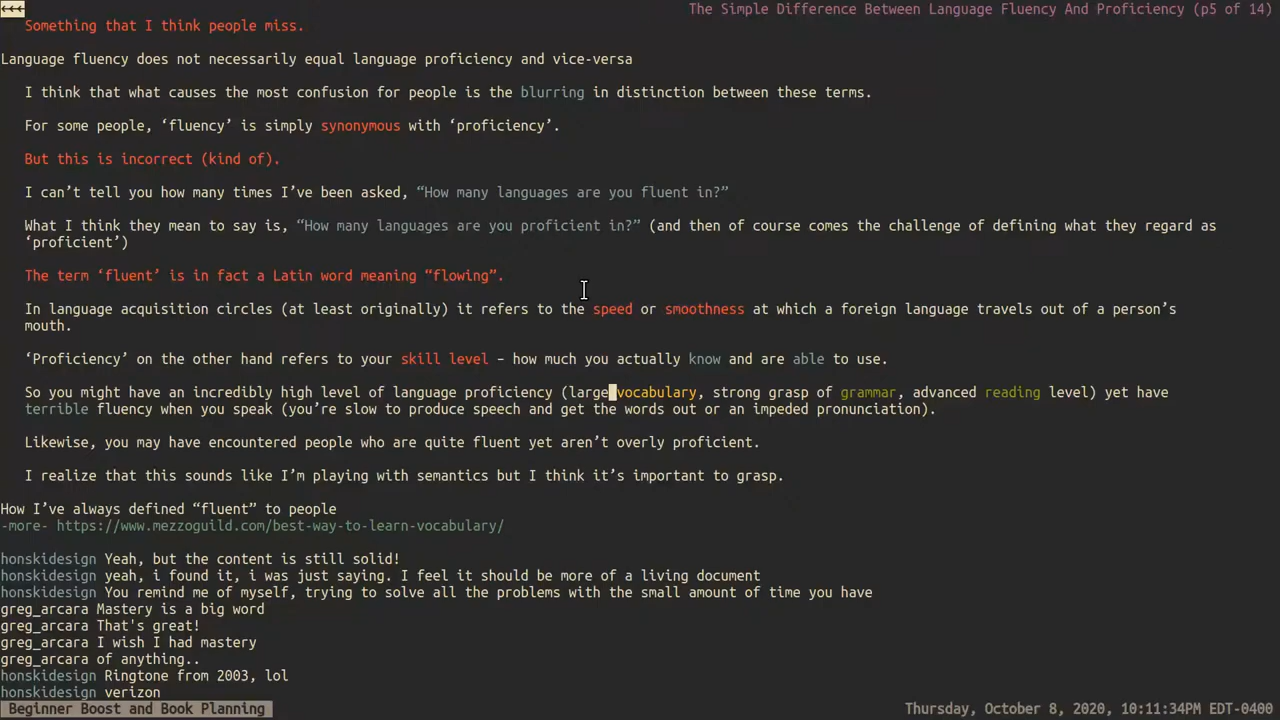 ←←←
The Simple Difference Between Language Fluency And Proficiency (p5 of 14)
Something that I think people miss.
Language fluency does not necessarily equal language proficiency and vice-versa
I think that what causes the most confusion for people is the blurring in distinction between these terms.
For some people, ‘fluency’ is simply synonymous with ‘proficiency’.
But this is incorrect (kind of).
I can’t tell you how many times I’ve been asked, “How many languages are you fluent in?”
What I think they mean to say is, “How many languages are you proficient in?” (and then of course comes the challenge of defining what they regard as
‘proficient’)
The term ‘fluent’ is in fact a Latin word meaning “flowing”.
In language acquisition circles (at least originally) it refers to the speed or smoothness at which a foreign language travels out of a person’s
mouth.
‘Proficiency’ on the other hand refers to your skill level – how much you actually know and are able to use.
So you might have an incredibly high level of language proficiency (large vocabulary, strong grasp of grammar, advanced reading level) yet have
terrible fluency when you speak (you’re slow to produce speech and get the words out or an impeded pronunciation).
Likewise, you may have encountered people who are quite fluent yet aren’t overly proficient.
I realize that this sounds like I’m playing with semantics but I think it’s important to grasp.
How I’ve always defined “fluent” to people
-more- https://www.mezzoguild.com/best-way-to-learn-vocabulary/
honskidesign Yeah, but the content is still solid!
honskidesign yeah, i found it, i was just saying. I feel it should be more of a living document
honskidesign You remind me of myself, trying to solve all the problems with the small amount of time you have
greg_arcara Mastery is a big word
greg_arcara That's great!
greg_arcara I wish I had mastery
greg_arcara of anything..
honskidesign Ringtone from 2003, lol
honskidesign verizon
Beginner Boost and Book Planning
Thursday, October 8, 2020, 10:11:34PM EDT-0400